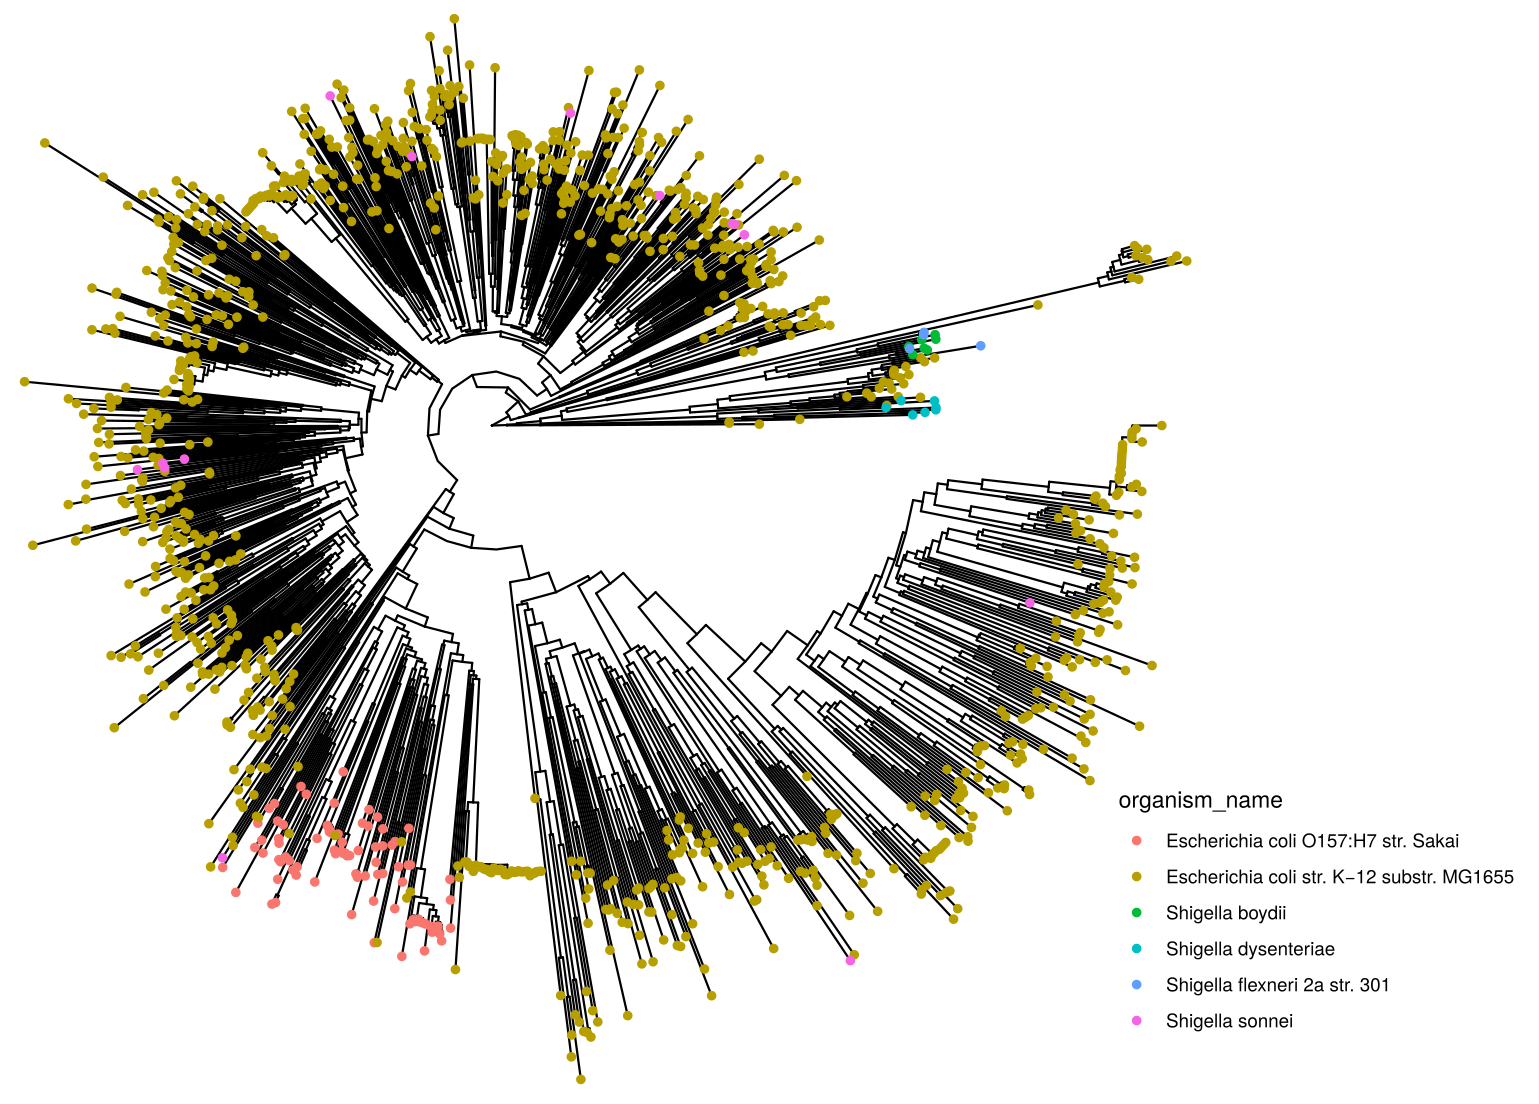 organism_name
Escherichia coli O157:H7 str. Sakai
Escherichia coli str. K−12 substr. MG1655
Shigella boydii
Shigella dysenteriae
Shigella flexneri 2a str. 301
Shigella sonnei